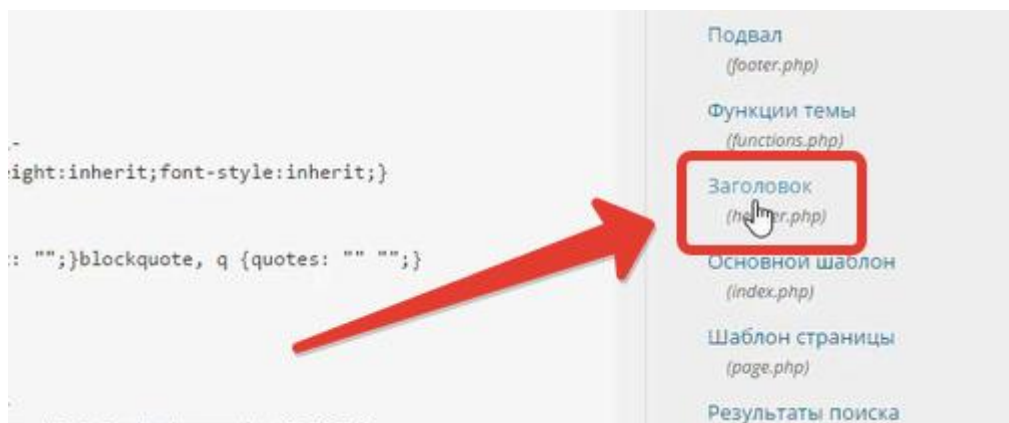 ight:inherit;font-style:inherit;}
: "";}blockquote, q {quotes: "" "";}
Подвал
(footer.php)
Функции темы
(functions.php)
Заголовок
Основной шаблон
(index.php)
Шаблон страницы
(page.php)
Результаты поиска